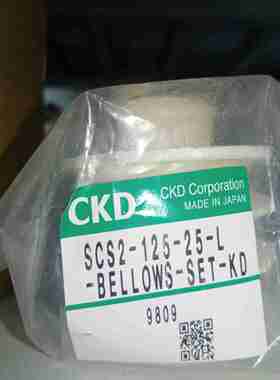 CKD CKD Corporation
MADE IN JAPAN
SCS2-125-25-L
-BELLOWS-SET-KD
9809